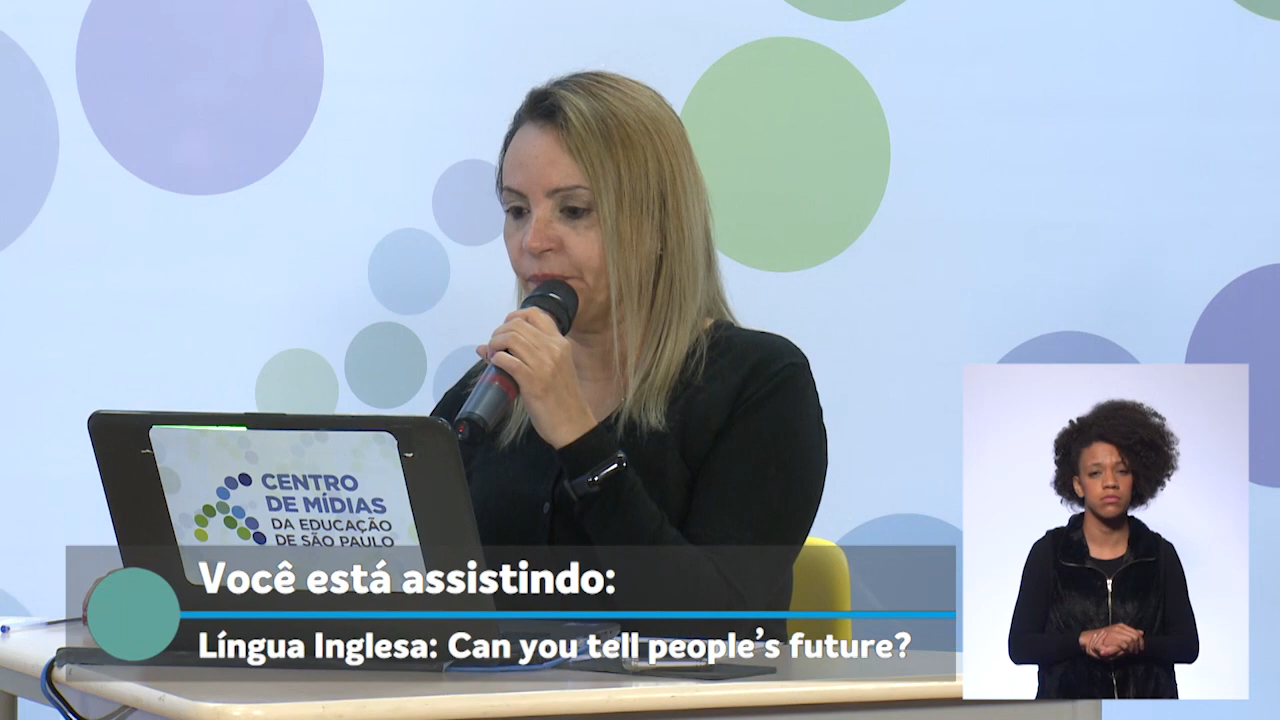 CENTRO
DE MÍDIAS
DA EDUCAÇÃO
DE SÃO PAULO
Você está assistindo:
Língua Inglesa: Can you tell people's future?